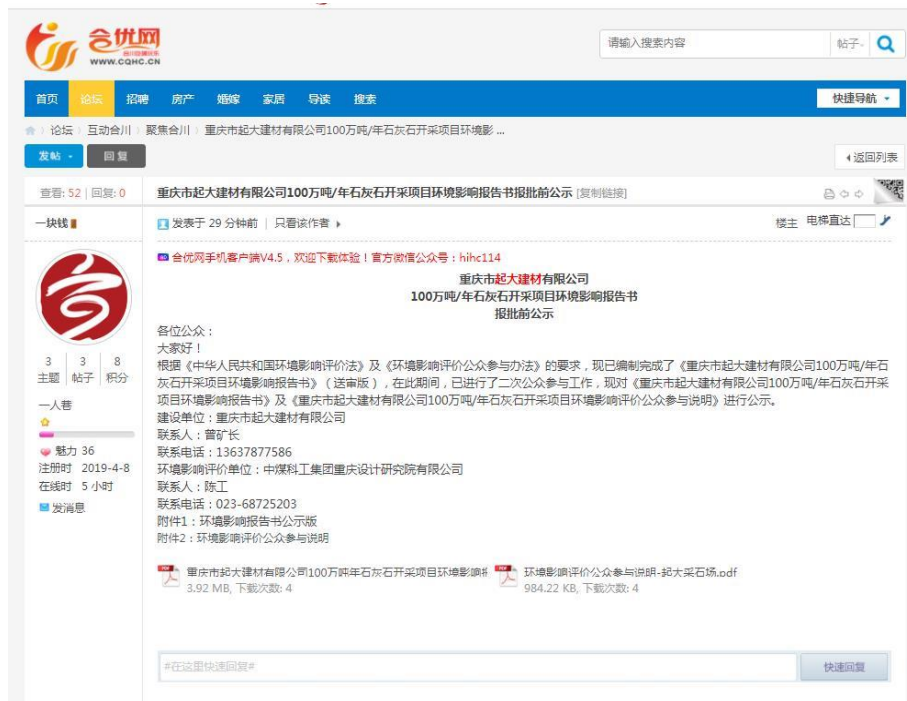 合优网
WWW.CQHC.CN
请输入搜索内容
帖子
首页 论坛 招聘 房产 婚嫁 家居 导读 搜索
快捷导航
论坛 互动合川 聚焦合川 重庆市起大建材有限公司100万吨/年石灰石开采项目环境影 ...
发帖 回复
返回列表
查看: 52 | 回复: 0
重庆市起大建材有限公司100万吨/年石灰石开采项目环境影响报告书报批前公示 [复制链接]
一块钱
发表于 29 分钟前 | 只看该作者
楼主 电梯直达
合优网手机客户端V4.5，欢迎下载体验！官方微信公众号：hihc114
重庆市起大建材有限公司
100万吨/年石灰石开采项目环境影响报告书
报批前公示
各位公众：
大家好！
根据《中华人民共和国环境影响评价法》及《环境影响评价公众参与办法》的要求，现已编制完成了《重庆市起大建材有限公司100万吨/年石
灰石开采项目环境影响报告书》（送审版），在此期间，已进行了二次公众参与工作，现对《重庆市起大建材有限公司100万吨/年石灰石开采
项目环境影响报告书》及《重庆市起大建材有限公司100万吨/年石灰石开采项目环境影响评价公众参与说明》进行公示。
建设单位：重庆市起大建材有限公司
联系人：曾矿长
联系电话：13637877586
环境影响评价单位：中煤科工集团重庆设计研究院有限公司
联系人：陈工
联系电话：023-68725203
附件1：环境影响报告书公示版
附件2：环境影响评价公众参与说明
3 3 8
主题 帖子 积分
一人巷
魅力 36
注册时 2019-4-8
在线时 5 小时
发消息
重庆市起大建材有限公司100万吨年石灰石开采项目环境影响
3.92 MB, 下载次数: 4
环境影响评价公众参与说明-起大采石场.pdf
984.22 KB, 下载次数: 4
#在这里快速回复#
快速回复